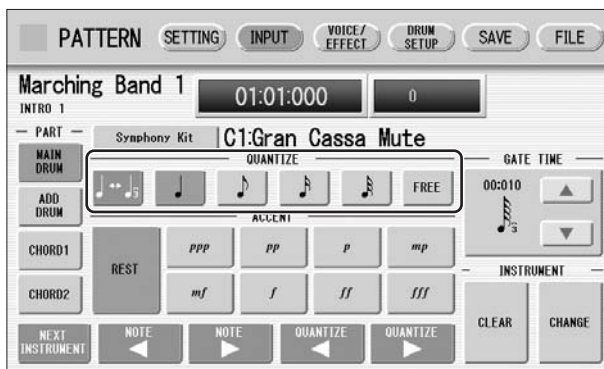 PATTERN SETTING INPUT VOICE/ EFFECT DRUM SETUP SAVE FILE
Marching Band 1 01:01:000 0
INTRO 1
PART Symphony Kit C1:Gran Cassa Mute
MAIN DRUM QUANTIZE GATE TIME
3 FREE 00:010
ADD DRUM 3
ACCENT
CHORD1 REST ppp pp p mp
INSTRUMENT
CHORD2 mf f ff fff CLEAR CHANGE
NEXT INSTRUMENT NOTE NOTE QUANTIZE QUANTIZE